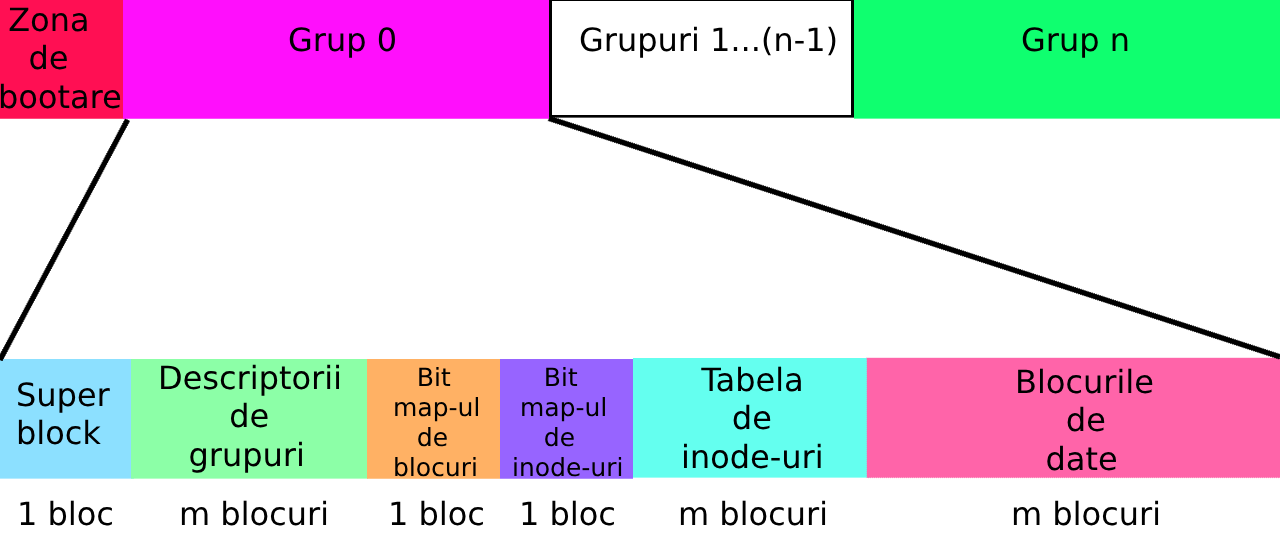 Zona
de
bootare
Grup 0
Grupuri 1...(n-1)
Grup n
Super
block
Descriptorii
de
grupuri
Bit
map-ul
de
blocuri
Bit
map-ul
de
inode-uri
Tabela
de
inode-uri
Blocurile
de
date
1 bloc
m blocuri
1 bloc
1 bloc
m blocuri
m blocuri